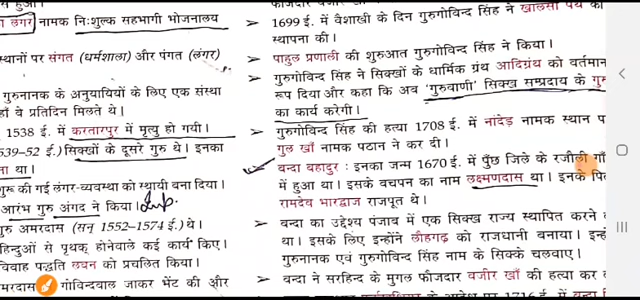 स हुआ।
लंगर नामक निःशुल्क सहभागी भोजनालय
स्थानों पर संगत (धर्मशाला) और पंगत (लंगर)
गुरुनानक के अनुयायियों के लिए एक संस्था
हाँ वे प्रतिदिन मिलते थे।
1538 ई. में करतारपुर में मृत्यु हो गयी।
539–52 ई.) सिक्खों के दूसरे गुरु थे। इनका
ना था।
गुरू की गई लंगर-व्यवस्था को स्थायी बना दिया।
आरंभ गुरु अंगद ने किया। Imp.
गुरु अमरदास (सन् 1552–1574 ई.) थे।
हिन्दुओं से पृथक् होनेवाले कई कार्य किए।
विवाह पद्धति लवन को प्रचलित किया।
मरदास गोविन्दवाल जाकर भेंट की और
1699 ई. में वैशाखी के दिन गुरुगोविन्द सिंह ने खालसा पंथ की
स्थापना की।
➢ पाहुल प्रणाली की शुरुआत गुरुगोविन्द सिंह ने किया।
➢ गुरुगोविन्द सिंह ने सिक्खों के धार्मिक ग्रंथ आदिग्रंथ को वर्तमान
रूप दिया और कहा कि अब 'गुरुवाणी' सिक्ख सम्प्रदाय के गुरु
का कार्य करेगी।
➢ गुरुगोविन्द सिंह की हत्या 1708 ई. में नांदेड़ नामक स्थान प
गुल खाँ नामक पठान ने कर दी।
बन्दा बहादुर : इनका जन्म 1670 ई. में पुँछ जिले के रजौली गाँ
में हुआ था। इसके बचपन का नाम लक्ष्मणदास था। इनके पि
रामदेव भारद्वाज राजपूत थे।
➢ बन्दा का उद्देश्य पंजाब में एक सिक्ख राज्य स्थापित करने
था। इसके लिए इन्होंने लौहगढ़ को राजधानी बनाया। इन्ह
गुरुनानक एवं गुरुगोविन्द सिंह नाम के सिक्के चलवाए।
➢ बन्दा ने सरहिन्द के मुगल फौजदार वजीर खाँ की हत्या कर